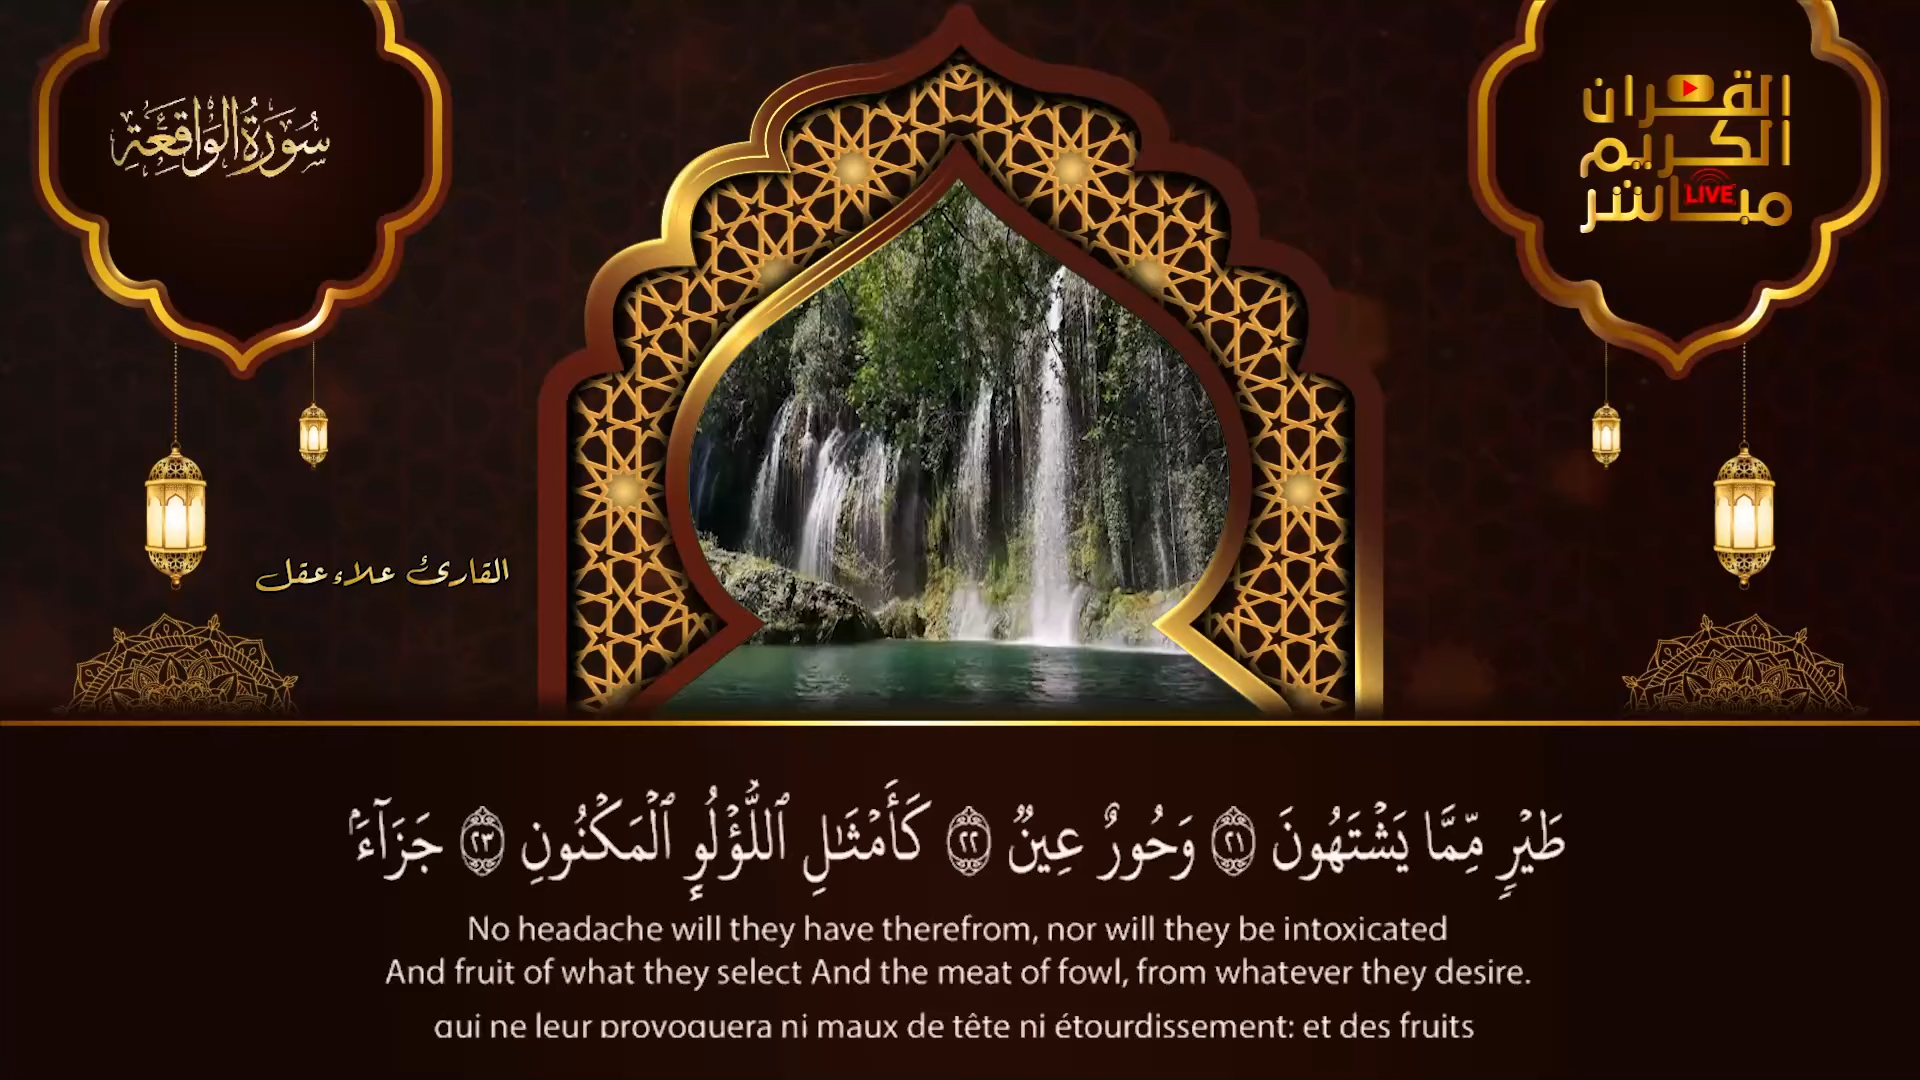 سُورَةُ الْوَاقِعَةِ
القرآن
الكريم
مباشر
LIVE
القارئ علاء عقل
طَيْرٍ مِّمَّا يَشْتَهُونَ ٢١ وَحُورٌ عِينٌ ٢٢ كَأَمْثَٰلِ ٱللُّؤْلُوِٕ ٱلْمَكْنُونِ ٢٣ جَزَآءًۢ
No headache will they have therefrom, nor will they be intoxicated
And fruit of what they select And the meat of fowl, from whatever they desire.
qui ne leur provoquera ni maux de tête ni étourdissement; et des fruits